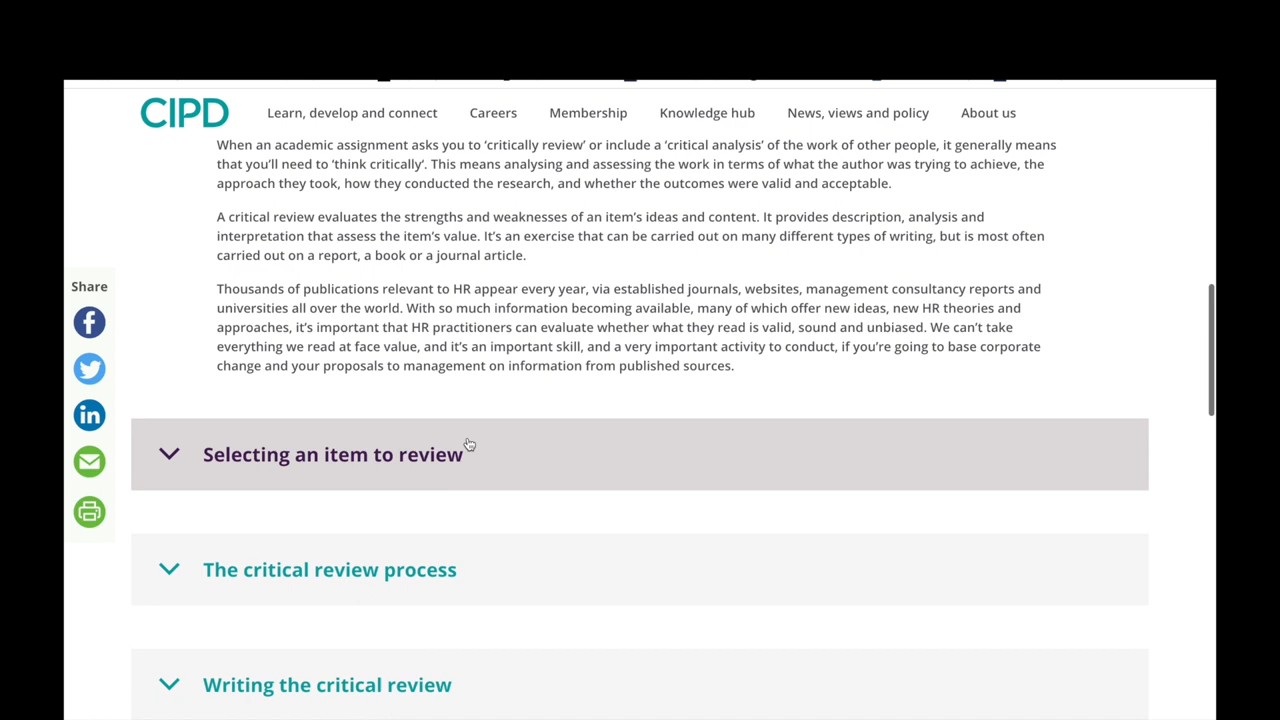 CIPD
Learn, develop and connect
Careers
Membership
Knowledge hub
News, views and policy
About us
When an academic assignment asks you to ‘critically review’ or include a ‘critical analysis’ of the work of other people, it generally means
that you’ll need to ‘think critically’. This means analysing and assessing the work in terms of what the author was trying to achieve, the
approach they took, how they conducted the research, and whether the outcomes were valid and acceptable.
A critical review evaluates the strengths and weaknesses of an item’s ideas and content. It provides description, analysis and
interpretation that assess the item’s value. It’s an exercise that can be carried out on many different types of writing, but is most often
carried out on a report, a book or a journal article.
Thousands of publications relevant to HR appear every year, via established journals, websites, management consultancy reports and
universities all over the world. With so much information becoming available, many of which offer new ideas, new HR theories and
approaches, it’s important that HR practitioners can evaluate whether what they read is valid, sound and unbiased. We can’t take
everything we read at face value, and it’s an important skill, and a very important activity to conduct, if you’re going to base corporate
change and your proposals to management on information from published sources.
Share
Selecting an item to review
The critical review process
Writing the critical review